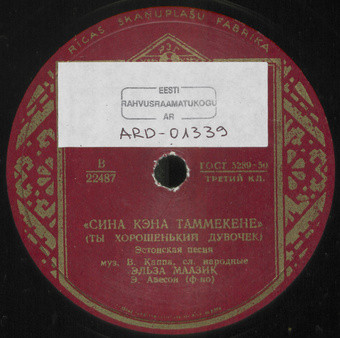 RĪGAS SKAŅUPLAŠU FABRIKA
EESTI
RAHVUSRAAMATUKOGU
AR
ARD-01339
В
22487
ГОСТ 5289-50
ТРЕТИЙ КЛ.
«СИНА КЭНА ТАММЕКЕНЕ»
(ТЫ ХОРОШЕНЬКИЙ ДУБОЧЕК)
Эстонская песня
муз. В. Каппа, сл. народные
ЭЛЬЗА МААЗИК
Э. Авесон (ф-но)